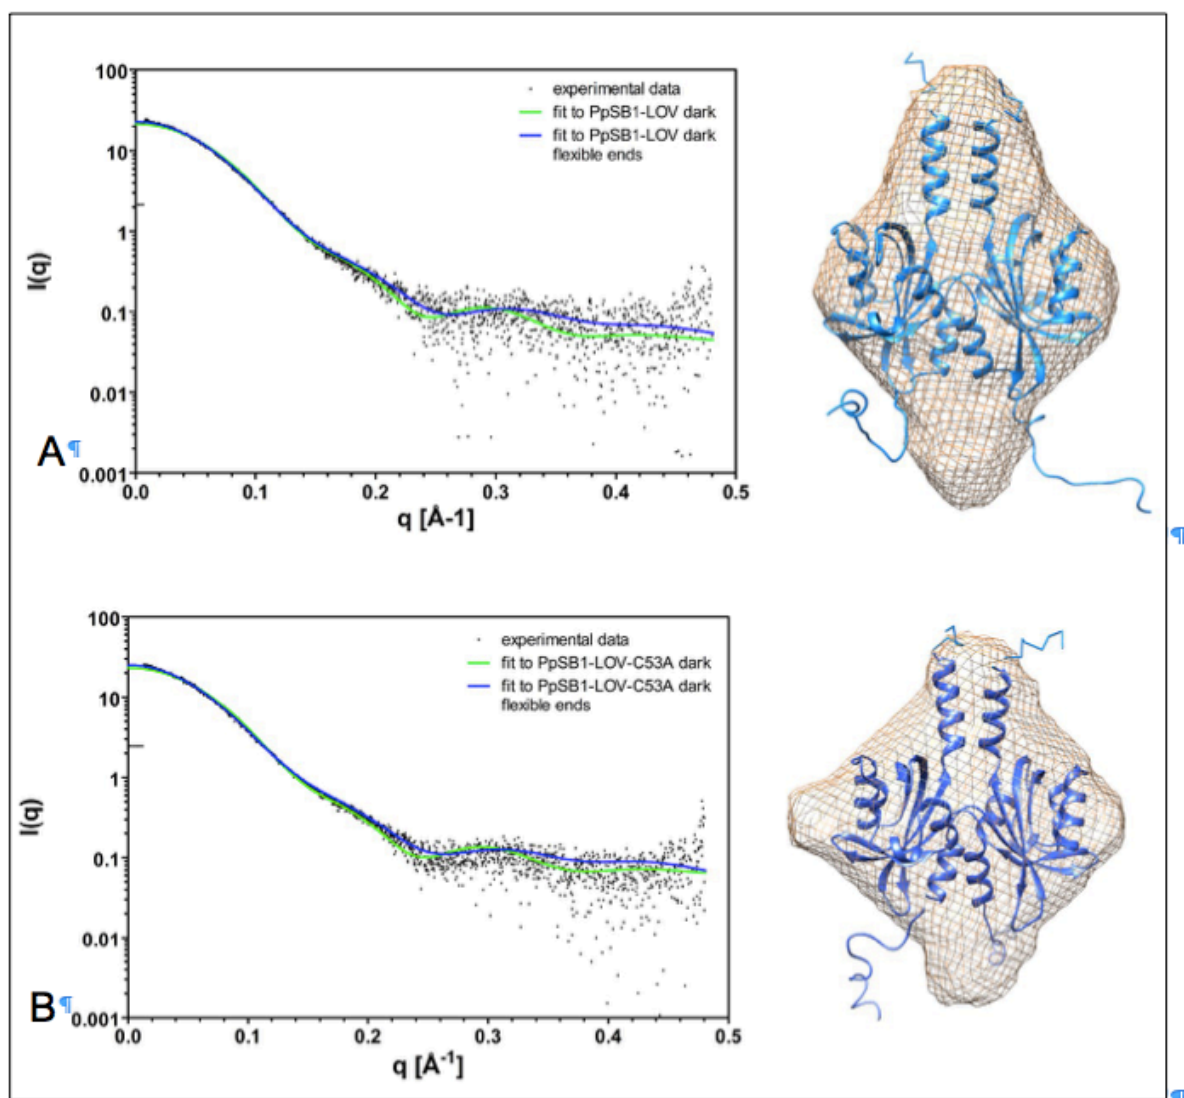 100
10
1
0.1
0.01
0.001
I(q)
experimental data
fit to PpSB1-LOV dark
fit to PpSB1-LOV dark
flexible ends
0.0 0.1 0.2 0.3 0.4 0.5
q [Å-1]
A¶
¶
100
10
1
0.1
0.01
0.001
I(q)
experimental data
fit to PpSB1-LOV-C53A dark
fit to PpSB1-LOV-C53A dark
flexible ends
0.0 0.1 0.2 0.3 0.4 0.5
q [Å⁻¹]
B¶
¶